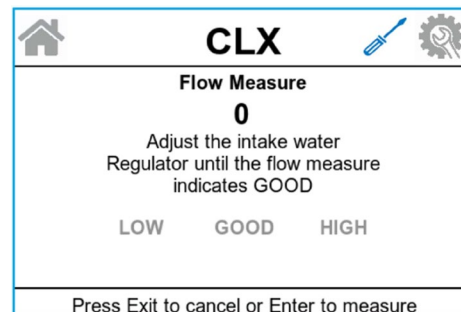 CLX
Flow Measure
0
Adjust the intake water
Regulator until the flow measure
indicates GOOD
LOW GOOD HIGH
Press Exit to cancel or Enter to measure